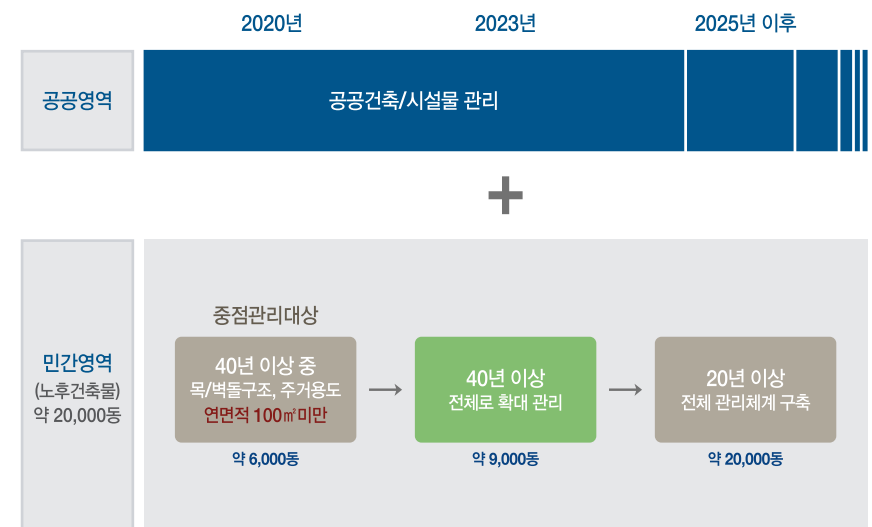 2020년
2023년
2025년 이후
공공영역
공공건축/시설물 관리
+
민간영역
(노후건축물)
약 20,000동
중점관리대상
40년 이상 중
목/벽돌구조, 주거용도
연면적 100㎡미만
약 6,000동
40년 이상
전체로 확대 관리
약 9,000동
20년 이상
전체 관리체계 구축
약 20,000동